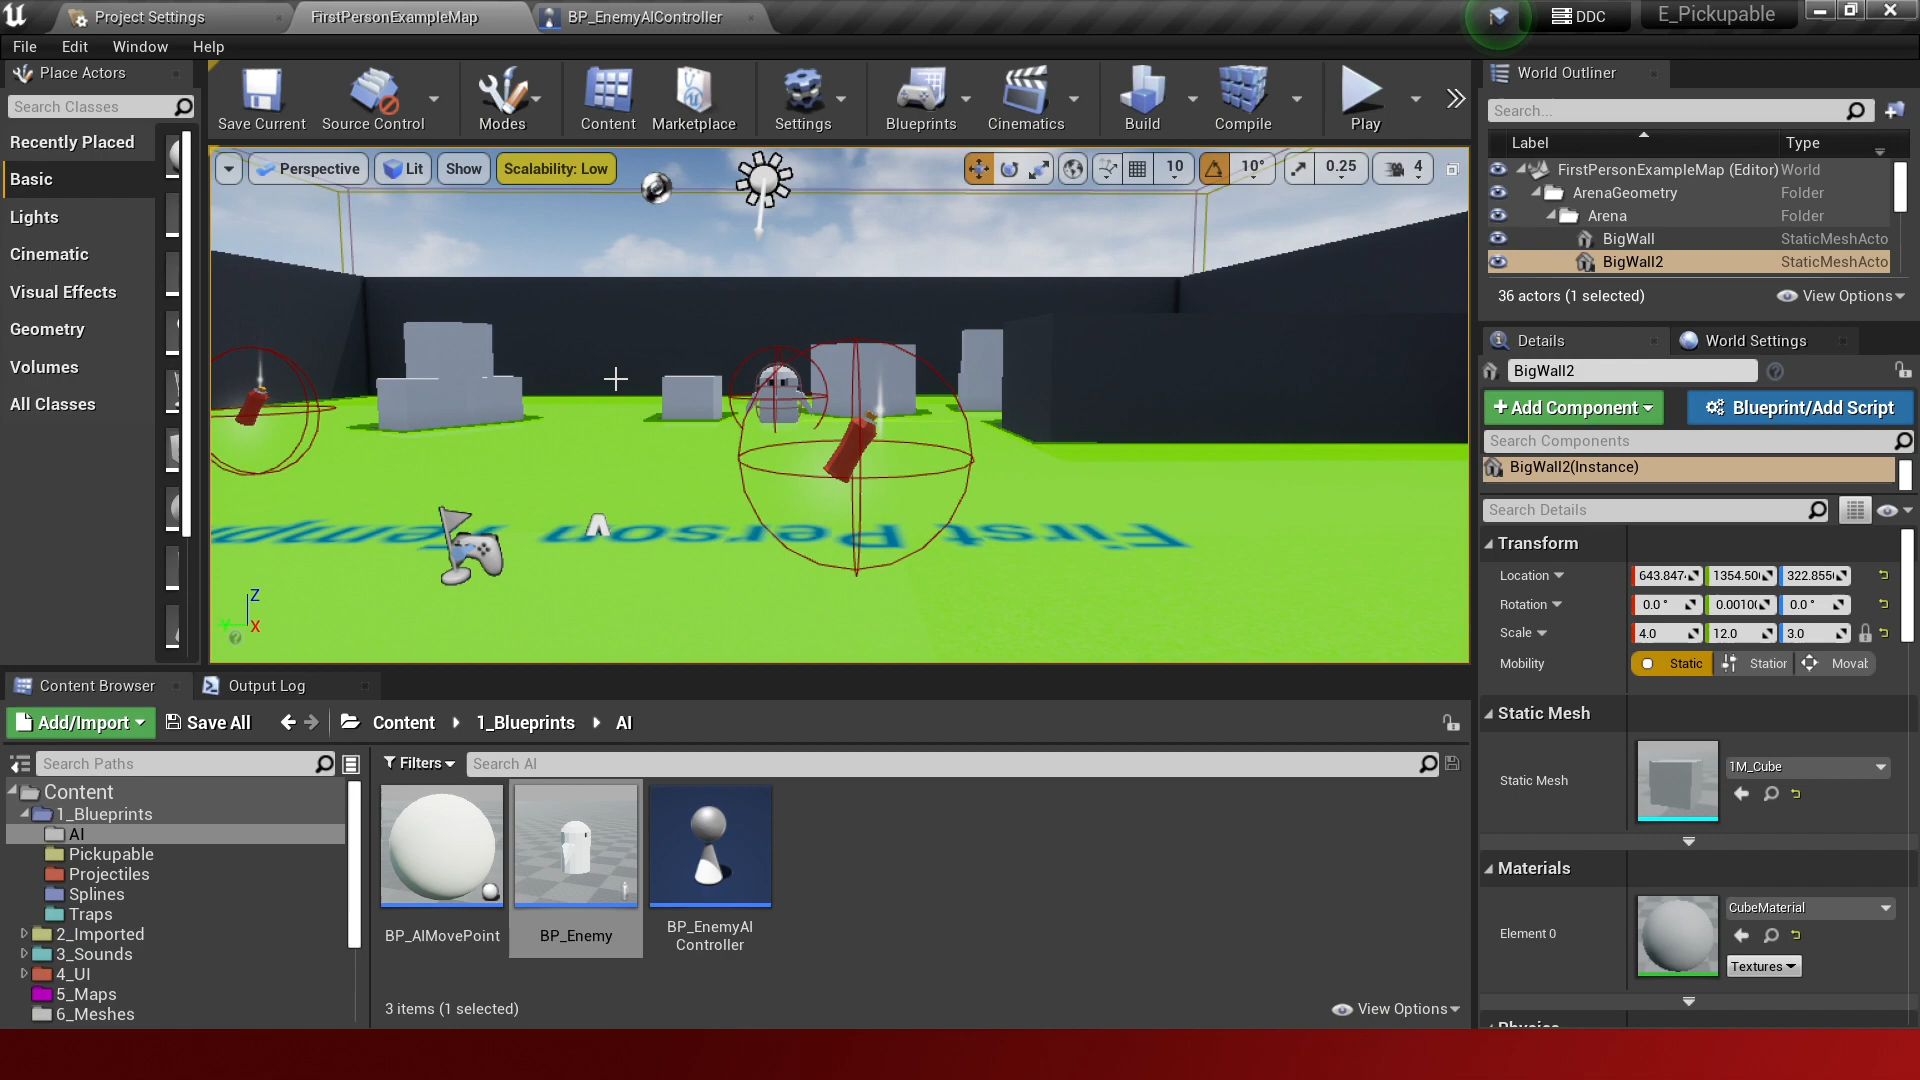 Project Settings
FirstPersonExampleMap
BP_EnemyAIController
DDC
E_Pickupable
File Edit Window Help
Place Actors
Search Classes
Recently Placed
Basic
Lights
Cinematic
Visual Effects
Geometry
Volumes
All Classes
Save Current
Source Control
Modes
Content
Marketplace
Settings
Blueprints
Cinematics
Build
Compile
Play
Perspective
Lit
Show
Scalability: Low
10
10°
0.25
4
First Person Temp
Z
X
Y
World Outliner
Search...
Label Type
FirstPersonExampleMap (Editor) World
ArenaGeometry Folder
Arena Folder
BigWall StaticMeshActo
BigWall2 StaticMeshActo
36 actors (1 selected)
View Options
Details
World Settings
BigWall2
+Add Component
Blueprint/Add Script
Search Components
BigWall2(Instance)
Search Details
Transform
Location 643.847 1354.50 322.855
Rotation 0.0 ° 0.0010 0.0 °
Scale 4.0 12.0 3.0
Mobility Static Station Moval
Static Mesh
Static Mesh
1M_Cube
Materials
Element 0
CubeMaterial
Textures
Physics
Content Browser
Output Log
Add/Import
Save All
Content 1_Blueprints AI
Search Paths
Filters
Search AI
Content
1_Blueprints
AI
Pickupable
Projectiles
Splines
Traps
2_Imported
3_Sounds
4_UI
5_Maps
6_Meshes
BP_AIMovePoint
BP_Enemy
BP_EnemyAI
Controller
3 items (1 selected)
View Options